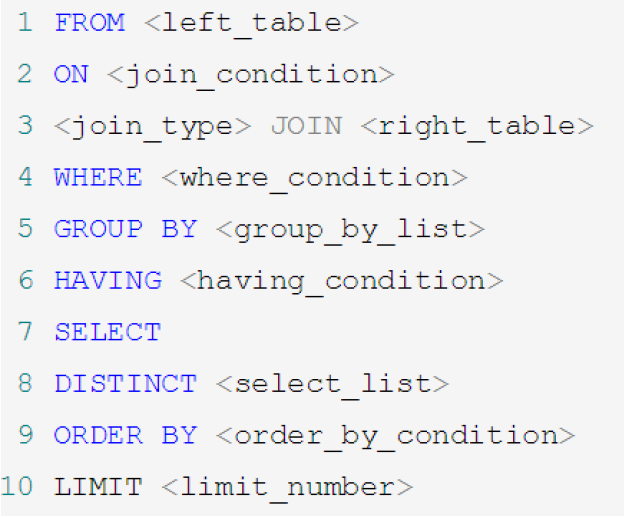 1 FROM <left_table>
2 ON <join_condition>
3 <join_type> JOIN <right_table>
4 WHERE <where_condition>
5 GROUP BY <group_by_list>
6 HAVING <having_condition>
7 SELECT
8 DISTINCT <select_list>
9 ORDER BY <order_by_condition>
10 LIMIT <limit_number>